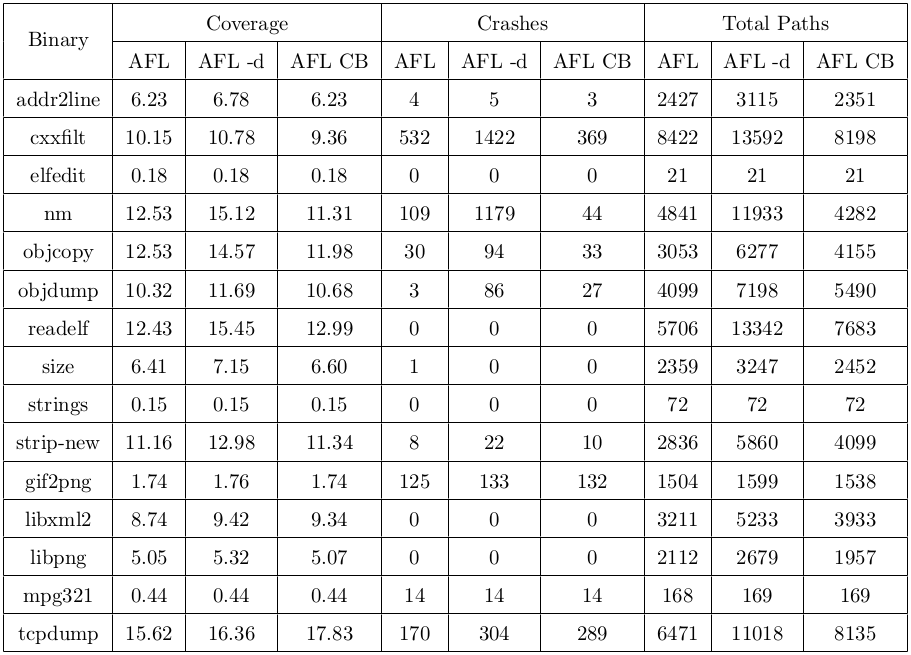 Binary Coverage Crashes Total Paths
AFL AFL -d AFL CB AFL AFL -d AFL CB AFL AFL -d AFL CB
addr2line 6.23 6.78 6.23 4 5 3 2427 3115 2351
cxxfilt 10.15 10.78 9.36 532 1422 369 8422 13592 8198
elfedit 0.18 0.18 0.18 0 0 0 21 21 21
nm 12.53 15.12 11.31 109 1179 44 4841 11933 4282
objcopy 12.53 14.57 11.98 30 94 33 3053 6277 4155
objdump 10.32 11.69 10.68 3 86 27 4099 7198 5490
readelf 12.43 15.45 12.99 0 0 0 5706 13342 7683
size 6.41 7.15 6.60 1 0 0 2359 3247 2452
strings 0.15 0.15 0.15 0 0 0 72 72 72
strip-new 11.16 12.98 11.34 8 22 10 2836 5860 4099
gif2png 1.74 1.76 1.74 125 133 132 1504 1599 1538
libxml2 8.74 9.42 9.34 0 0 0 3211 5233 3933
libpng 5.05 5.32 5.07 0 0 0 2112 2679 1957
mpg321 0.44 0.44 0.44 14 14 14 168 169 169
tcpdump 15.62 16.36 17.83 170 304 289 6471 11018 8135